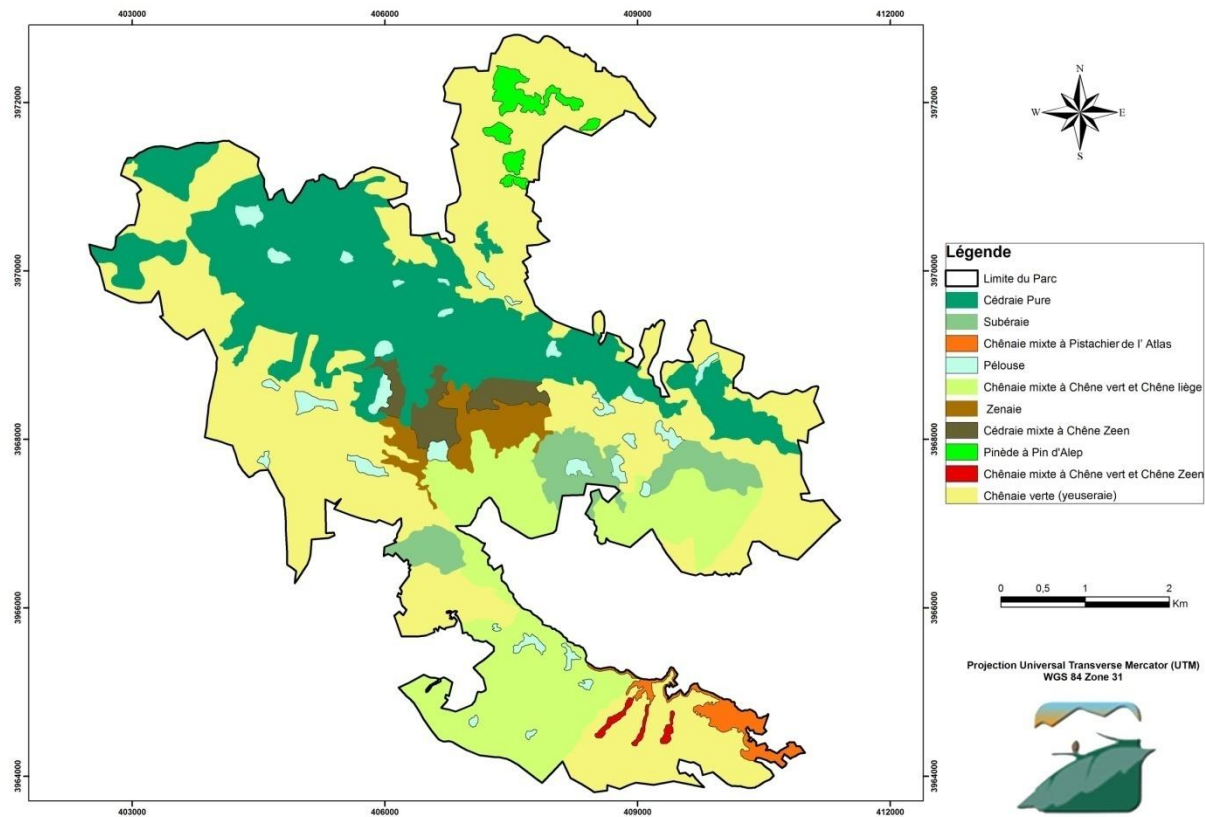 403000 406000 409000 412000
3972000 3972000
3970000 3970000
3968000 3968000
3966000 3966000
3964000 3964000
403000 406000 409000 412000
N
W E
S
Légende
Limite du Parc
Cédraie Pure
Subéraie
Chênaie mixte à Pistachier de l' Atlas
Pélouse
Chênaie mixte à Chêne vert et Chêne liège
Zenaie
Cédraie mixte à Chêne Zeen
Pinède à Pin d'Alep
Chênaie mixte à Chêne vert et Chêne Zeen
Chênaie verte (yeuseraie)
0 0,5 1 2
Km
Projection Universal Transverse Mercator (UTM)
WGS 84 Zone 31